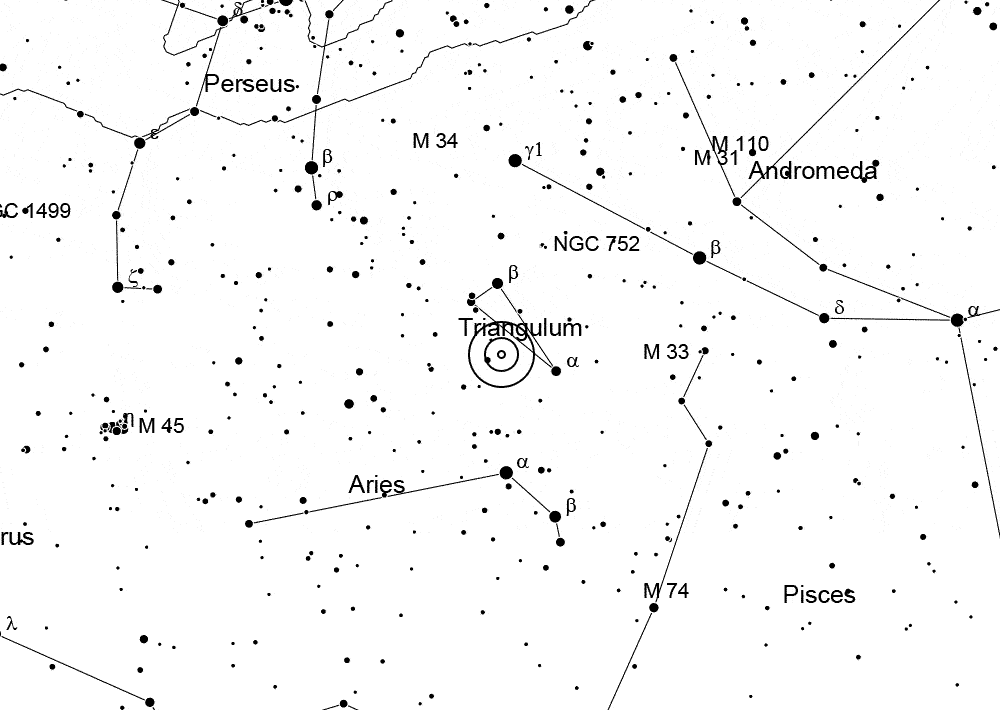 δ
Perseus
ε
M 34
γ1
M 110
M 31
Andromeda
β
ρ
GC 1499
NGC 752
β
ζ
β
δ
α
Triangulum
M 33
α
η
M 45
α
Aries
β
rus
M 74
Pisces
λ